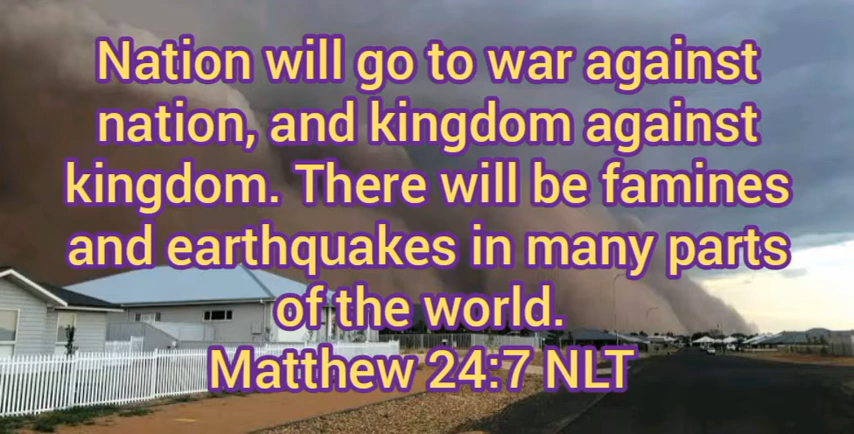 Nation will go to war against
nation, and kingdom against
kingdom. There will be famines
and earthquakes in many parts
of the world.
Matthew 24:7 NLT